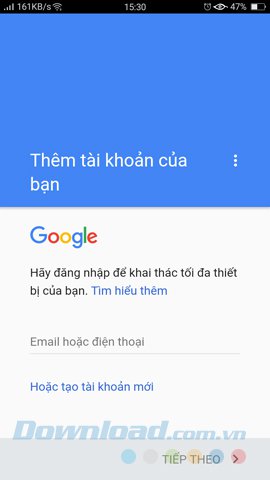 161KB/s 15:30 47%
Thêm tài khoản của
bạn
Google
Hãy đăng nhập để khai thác tối đa thiết
bị của bạn. Tìm hiểu thêm
Email hoặc điện thoại
Hoặc tạo tài khoản mới
Download.com.vn
TIẾP THEO